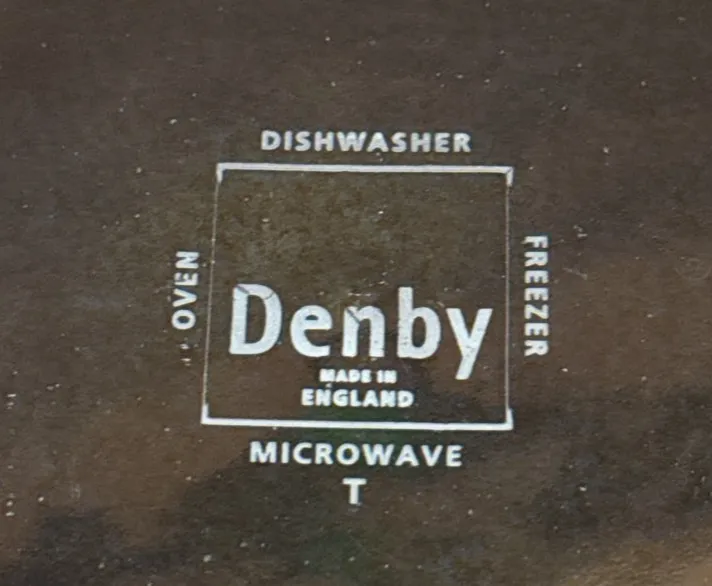 DISHWASHER
OVEN
FREEZER
Denby
MADE IN
ENGLAND
MICROWAVE
T